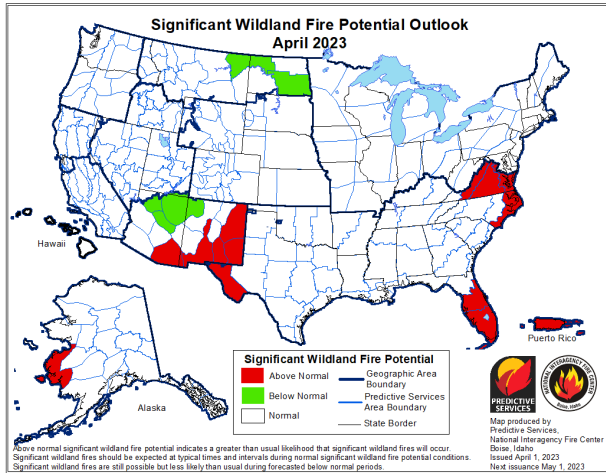 Significant Wildland Fire Potential Outlook
April 2023
Hawaii
Alaska
Puerto Rico
Significant Wildland Fire Potential
Above Normal
Below Normal
Normal
Geographic Area
Boundary
Predictive Services
Area Boundary
State Border
PREDICTIVE
SERVICES
NATIONAL INTERAGENCY FIRE CENTER
Boise, Idaho
Map produced by
Predictive Services,
National Interagency Fire Center
Boise, Idaho
Issued April 1, 2023
Next issuance May 1, 2023
Above normal significant wildland fire potential indicates a greater than usual likelihood that significant wildland fires will occur.
Significant wildland fires should be expected at typical times and intervals during normal significant wildland fire potential conditions.
Significant wildland fires are still possible but less likely than usual during forecasted below normal periods.